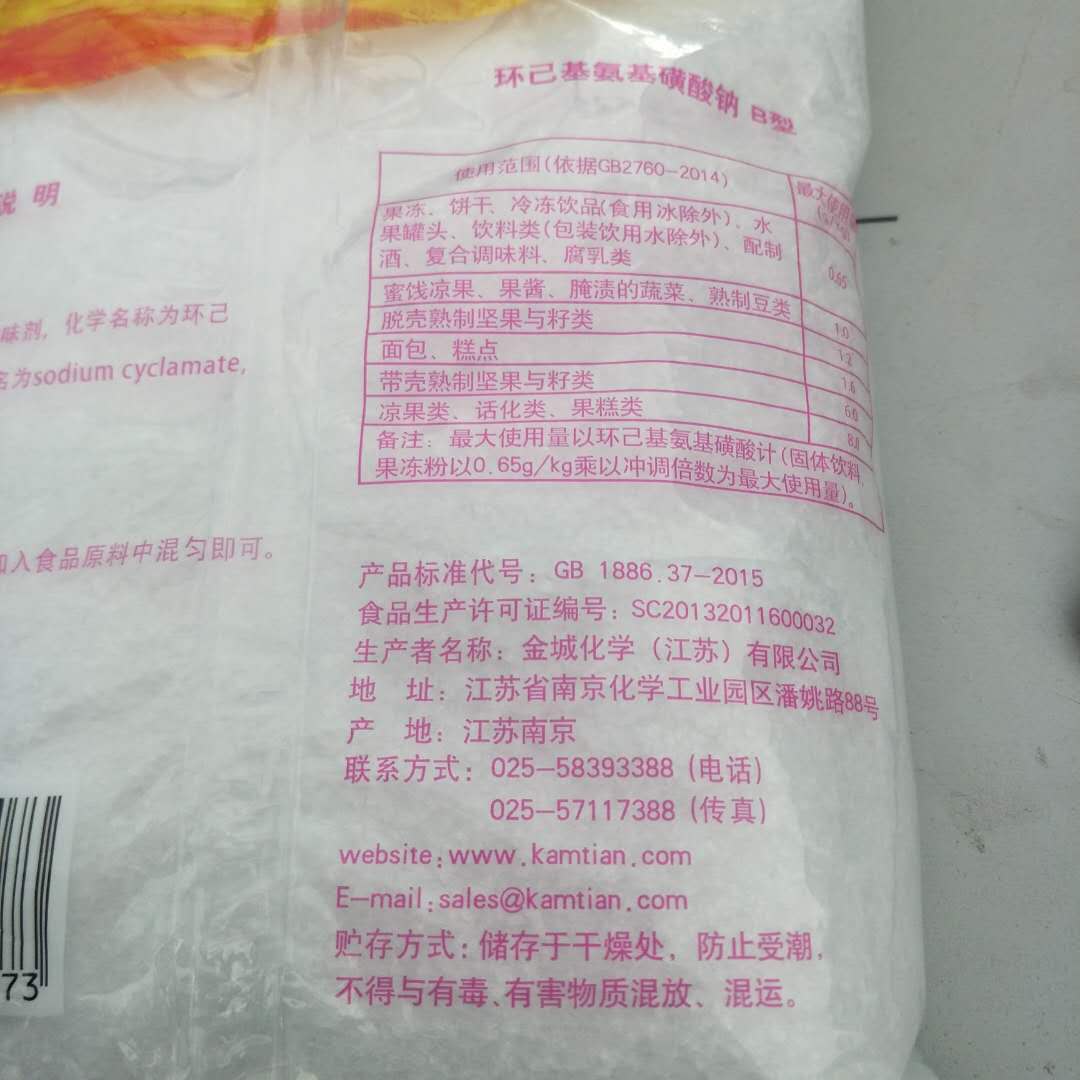 环己基氨基磺酸钠 B型
使用范围(依据GB2760-2014)
最大使用
果冻、饼干、冷冻饮品(食用冰除外)、水
果罐头、饮料类(包装饮用水除外)、配制
酒、复合调味料、腐乳类
0.65
蜜饯凉果、果酱、腌渍的蔬菜、熟制豆类
1.0
脱壳熟制坚果与籽类
1.2
面包、糕点
1.6
带壳熟制坚果与籽类
6.0
凉果类、话化类、果糕类
8.0
备注：最大使用量以环己基氨基磺酸计(固体饮料,
果冻粉以0.65g/kg乘以冲调倍数为最大使用量)。
说 明
味剂，化学名称为环己
名为sodium cyclamate,
加入食品原料中混匀即可。
产品标准代号：GB 1886.37-2015
食品生产许可证编号：SC20132011600032
生产者名称：金城化学（江苏）有限公司
地 址：江苏省南京化学工业园区潘姚路88号
产 地：江苏南京
联系方式：025-58393388 (电话)
025-57117388 (传真)
website:www.kamtian.com
E-mail:sales@kamtian.com
贮存方式：储存于干燥处，防止受潮，
不得与有毒、有害物质混放、混运。
73